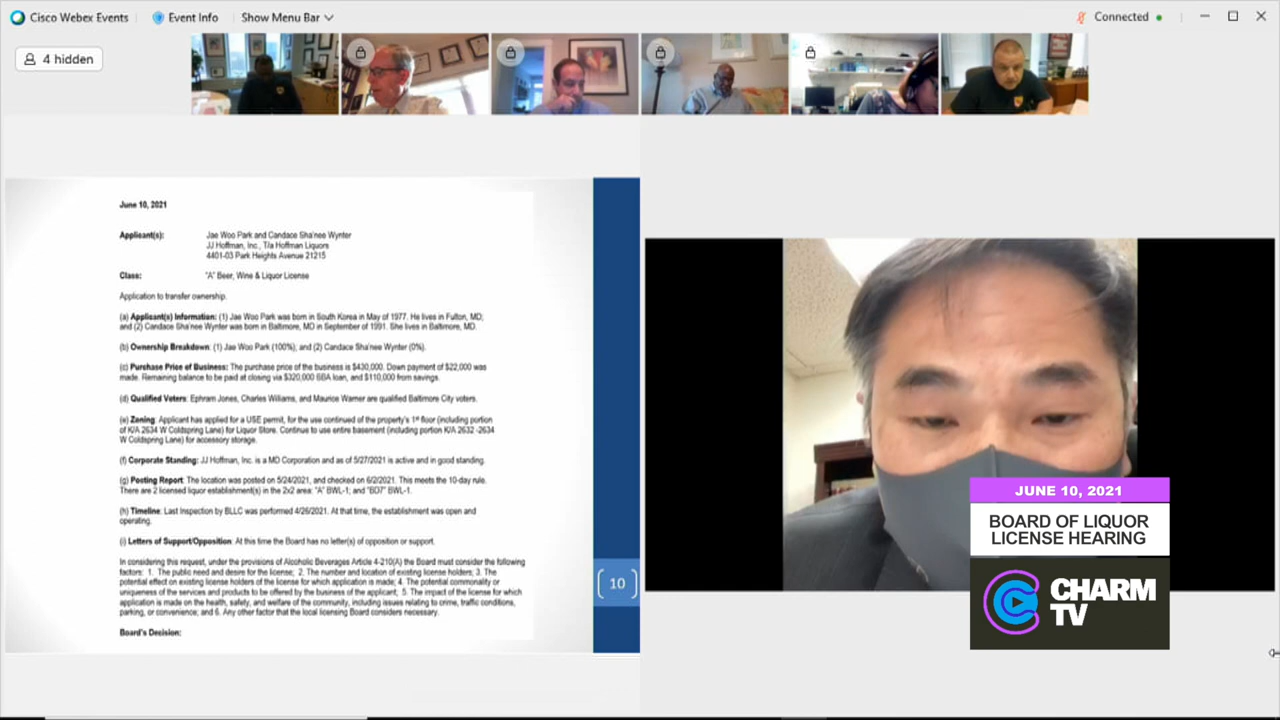 Cisco Webex Events
Event Info
Show Menu Bar
Connected
4 hidden
June 10, 2021
Applicant(s): Jae Woo Park and Candace Sha'nee Wynter
JJ Hoffman, Inc., T/a Hoffman Liquors
4401-03 Park Heights Avenue 21215
Class: "A" Beer, Wine & Liquor License
Application to transfer ownership.
(a) Applicant(s) Information: (1) Jae Woo Park was born in South Korea in May of 1977. He lives in Fulton, MD;
and (2) Candace Sha'nee Wynter was born in Baltimore, MD in September of 1991. She lives in Baltimore, MD.
(b) Ownership Breakdown: (1) Jae Woo Park (100%); and (2) Candace Sha'nee Wynter (0%).
(c) Purchase Price of Business: The purchase price of the business is $430,000. Down payment of $22,000 was
made. Remaining balance to be paid at closing via $320,000 SBA loan, and $110,000 from savings.
(d) Qualified Voters: Ephram Jones, Charles Williams, and Maurice Warner are qualified Baltimore City voters.
(e) Zoning: Applicant has applied for a USE permit, for the use continued of the property's 1st floor (including portion
of K/A 2634 W Coldspring Lane) for Liquor Store. Continue to use entire basement (including portion K/A 2632 -2634
W Coldspring Lane) for accessory storage.
(f) Corporate Standing: JJ Hoffman, Inc. is a MD Corporation and as of 5/27/2021 is active and in good standing.
(g) Posting Report: The location was posted on 5/24/2021, and checked on 6/2/2021. This meets the 10-day rule.
There are 2 licensed liquor establishment(s) in the 2x2 area: "A" BWL-1; and "BD7" BWL-1.
(h) Timeline: Last Inspection by BLLC was performed 4/26/2021. At that time, the establishment was open and
operating.
(i) Letters of Support/Opposition: At this time the Board has no letter(s) of opposition or support.
In considering this request, under the provisions of Alcoholic Beverages Article 4-210(A) the Board must consider the following
factors: 1. The public need and desire for the license; 2. The number and location of existing license holders; 3. The
potential effect on existing license holders of the license for which application is made; 4. The potential commonality or
uniqueness of the services and products to be offered by the business of the applicant; 5. The impact of the license for which
application is made on the health, safety, and welfare of the community, including issues relating to crime, traffic conditions,
parking, or convenience; and 6. Any other factor that the local licensing Board considers necessary.
Board's Decision:
10
JUNE 10, 2021
BOARD OF LIQUOR
LICENSE HEARING
CHARM
TV